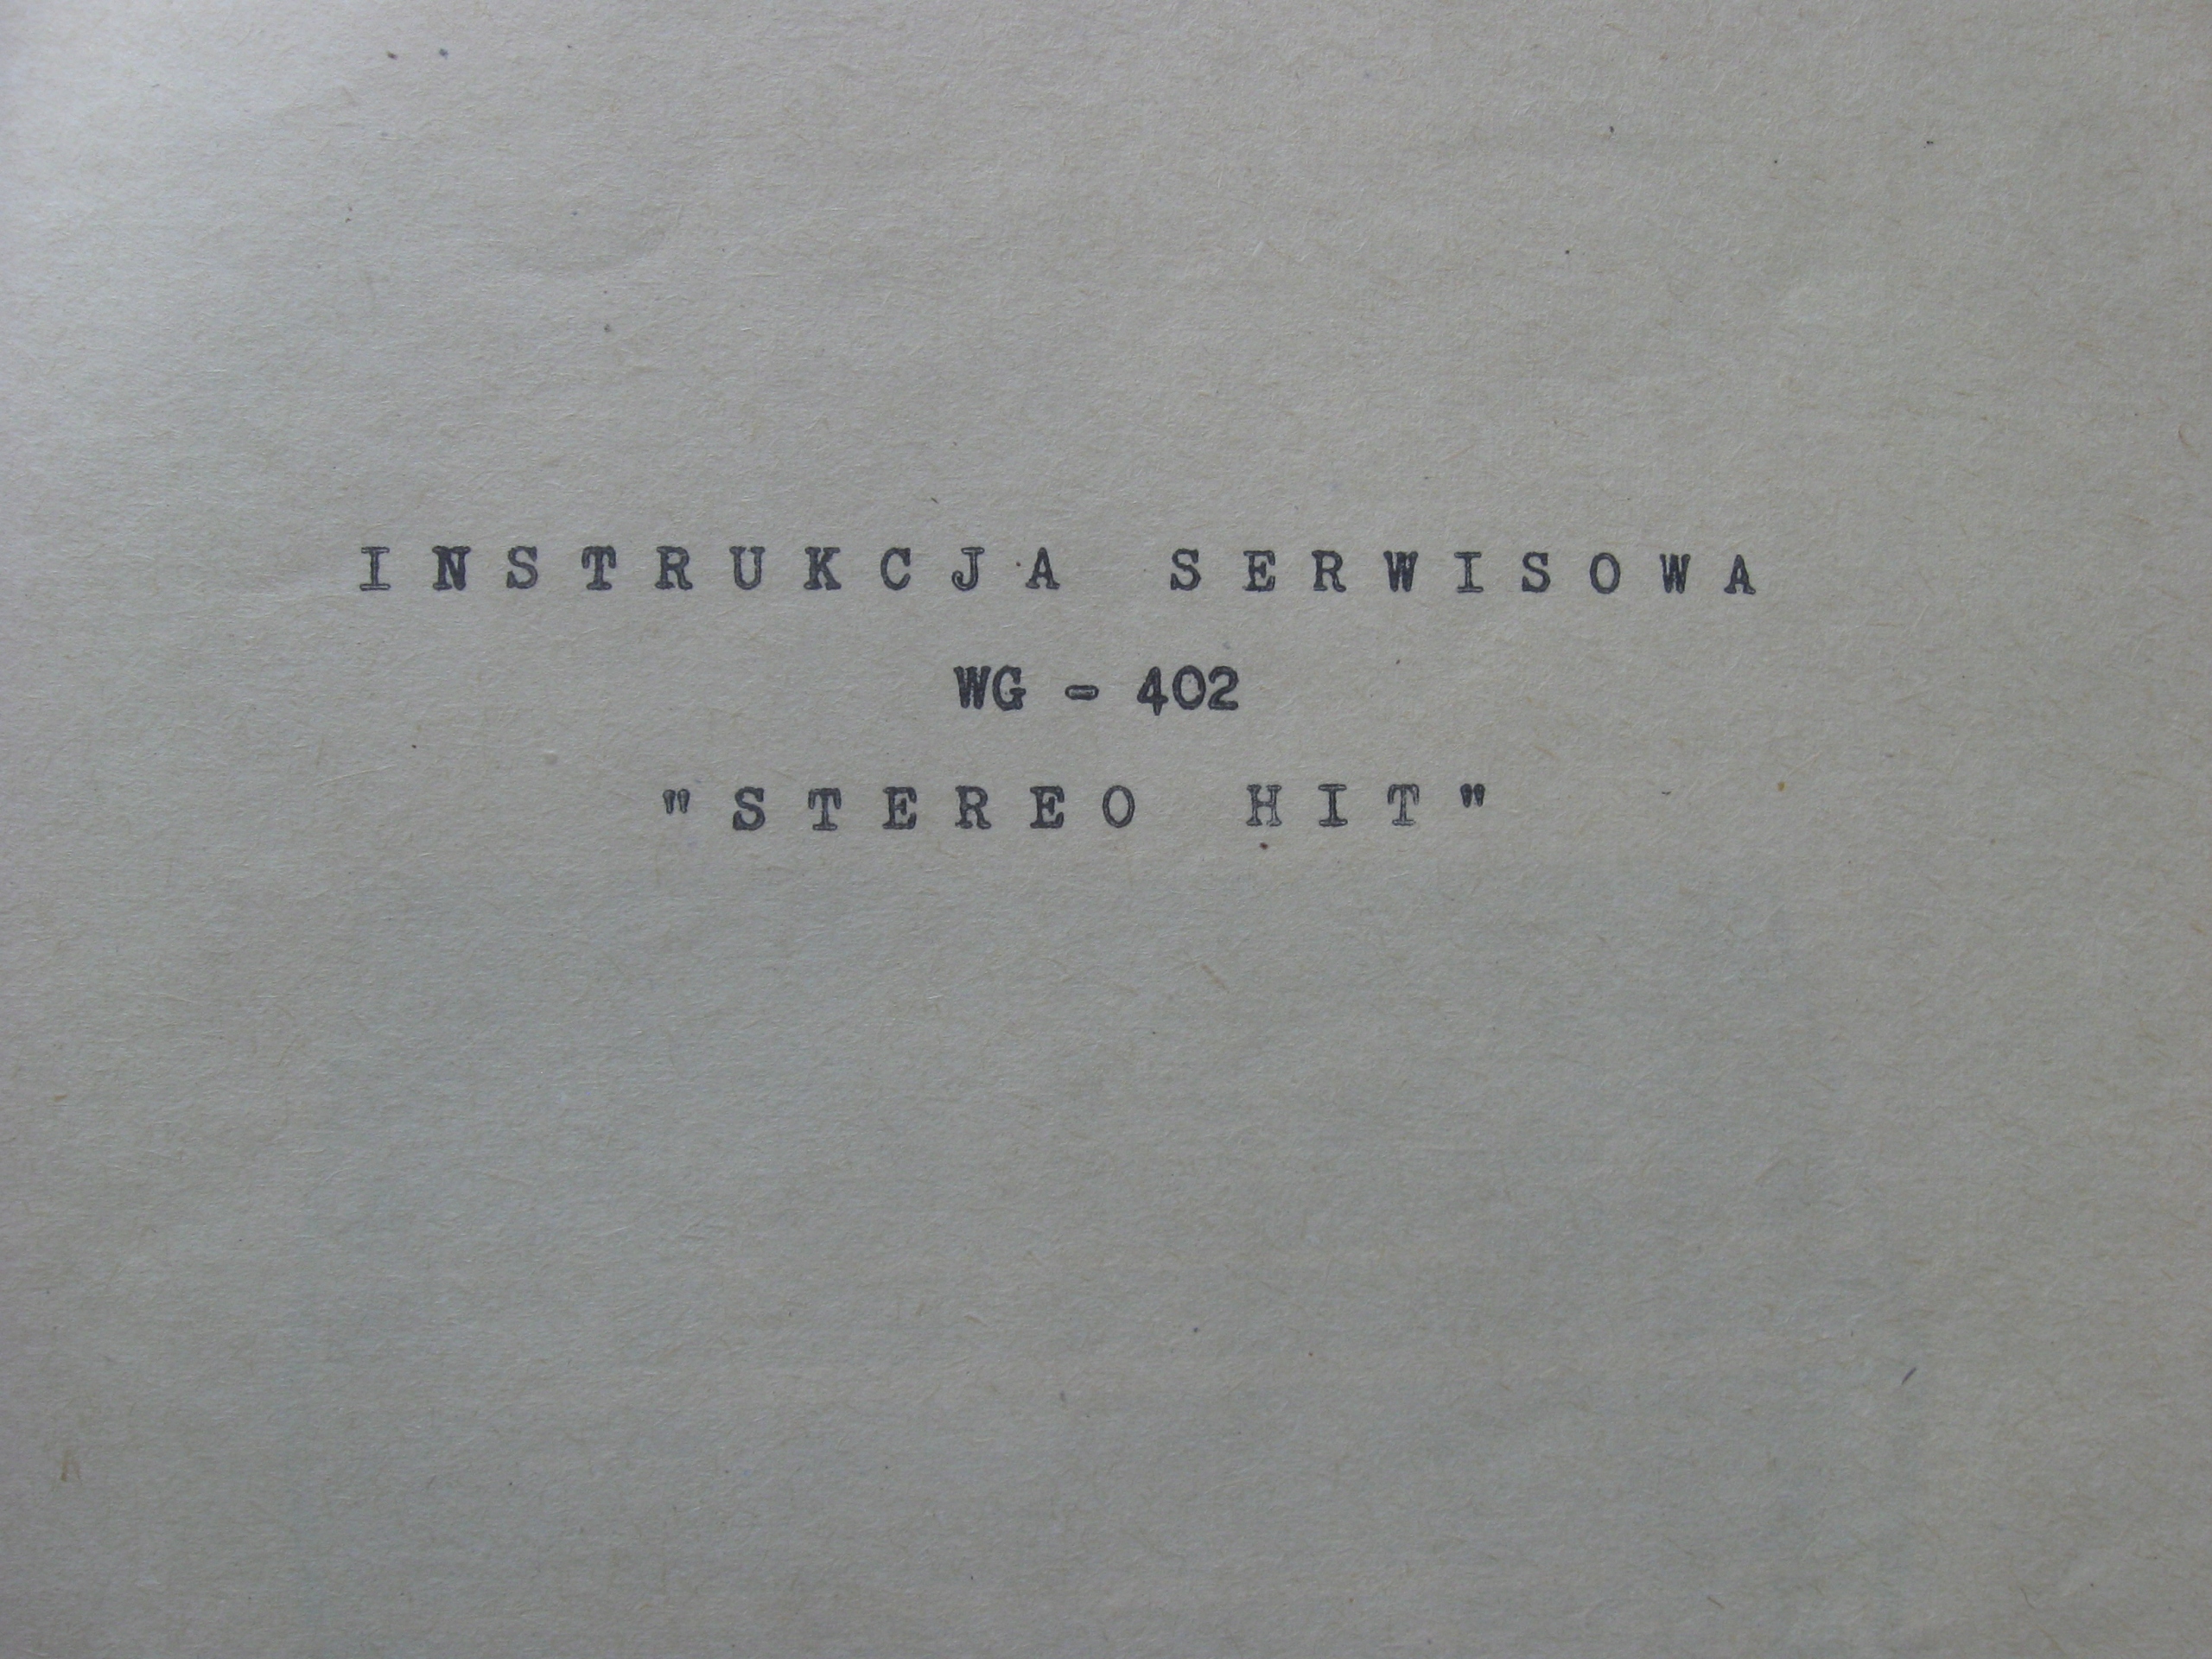 INSTRUKCJA SERWISOWA
WG - 402
"STEREO HIT"